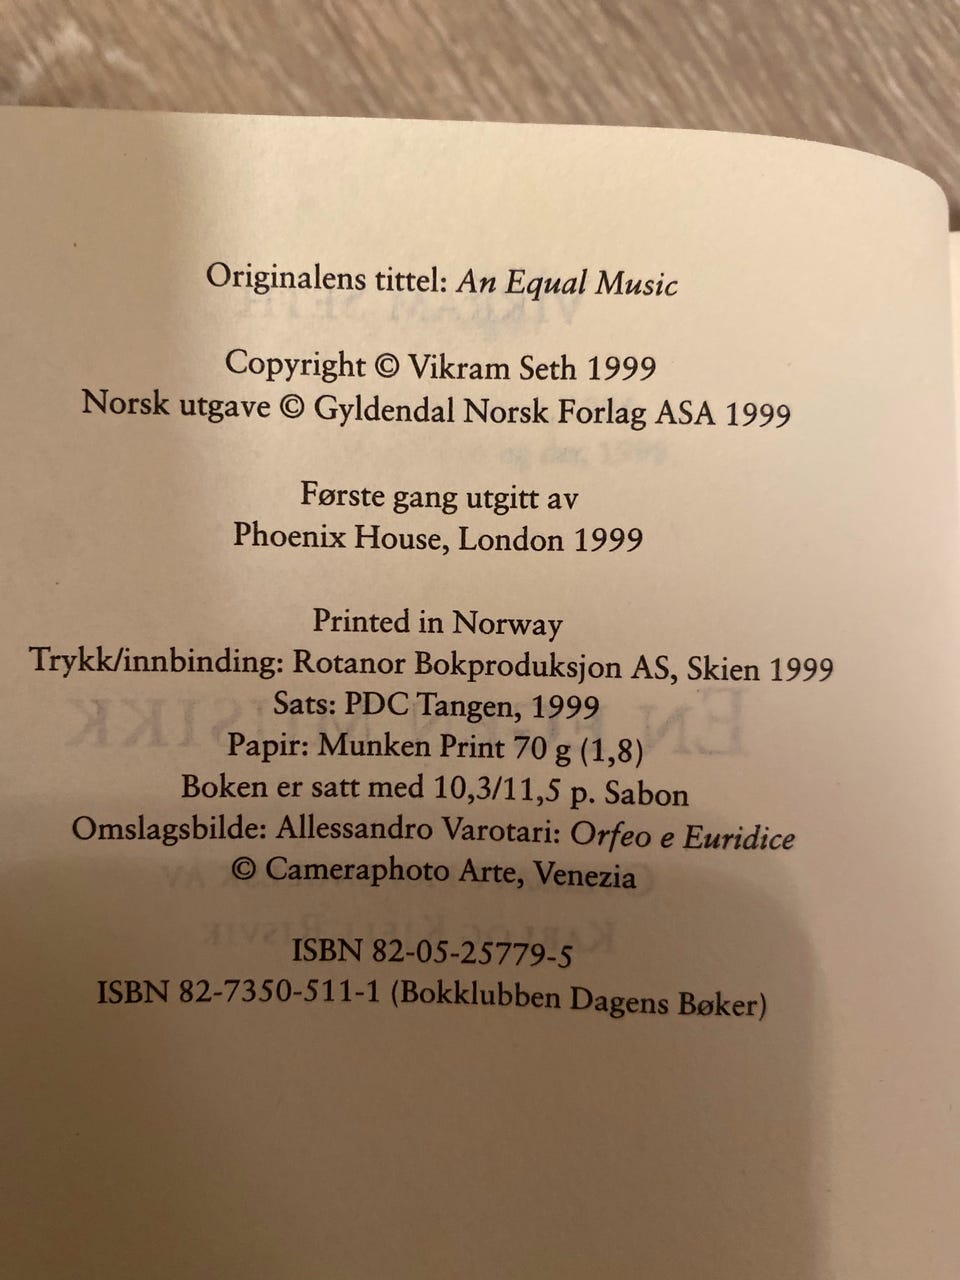 Originalens tittel: An Equal Music
Copyright © Vikram Seth 1999
Norsk utgave © Gyldendal Norsk Forlag ASA 1999
Første gang utgitt av
Phoenix House, London 1999
Printed in Norway
Trykk/innbinding: Rotanor Bokproduksjon AS, Skien 1999
Sats: PDC Tangen, 1999
Papir: Munken Print 70 g (1,8)
Boken er satt med 10,3/11,5 p. Sabon
Omslagsbilde: Allessandro Varotari: Orfeo e Euridice
© Cameraphoto Arte, Venezia
ISBN 82-05-25779-5
ISBN 82-7350-511-1 (Bokklubben Dagens Bøker)